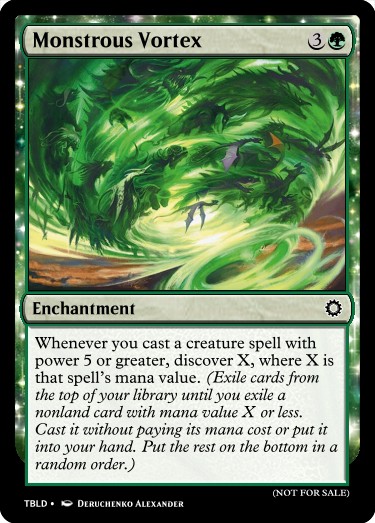 Monstrous Vortex 3
Enchantment
Whenever you cast a creature spell with
power 5 or greater, discover X, where X is
that spell's mana value. (Exile cards from
the top of your library until you exile a
nonland card with mana value X or less.
Cast it without paying its mana cost or put it
into your hand. Put the rest on the bottom in a
random order.)
TBLD • Deruchenko Alexander
(NOT FOR SALE)